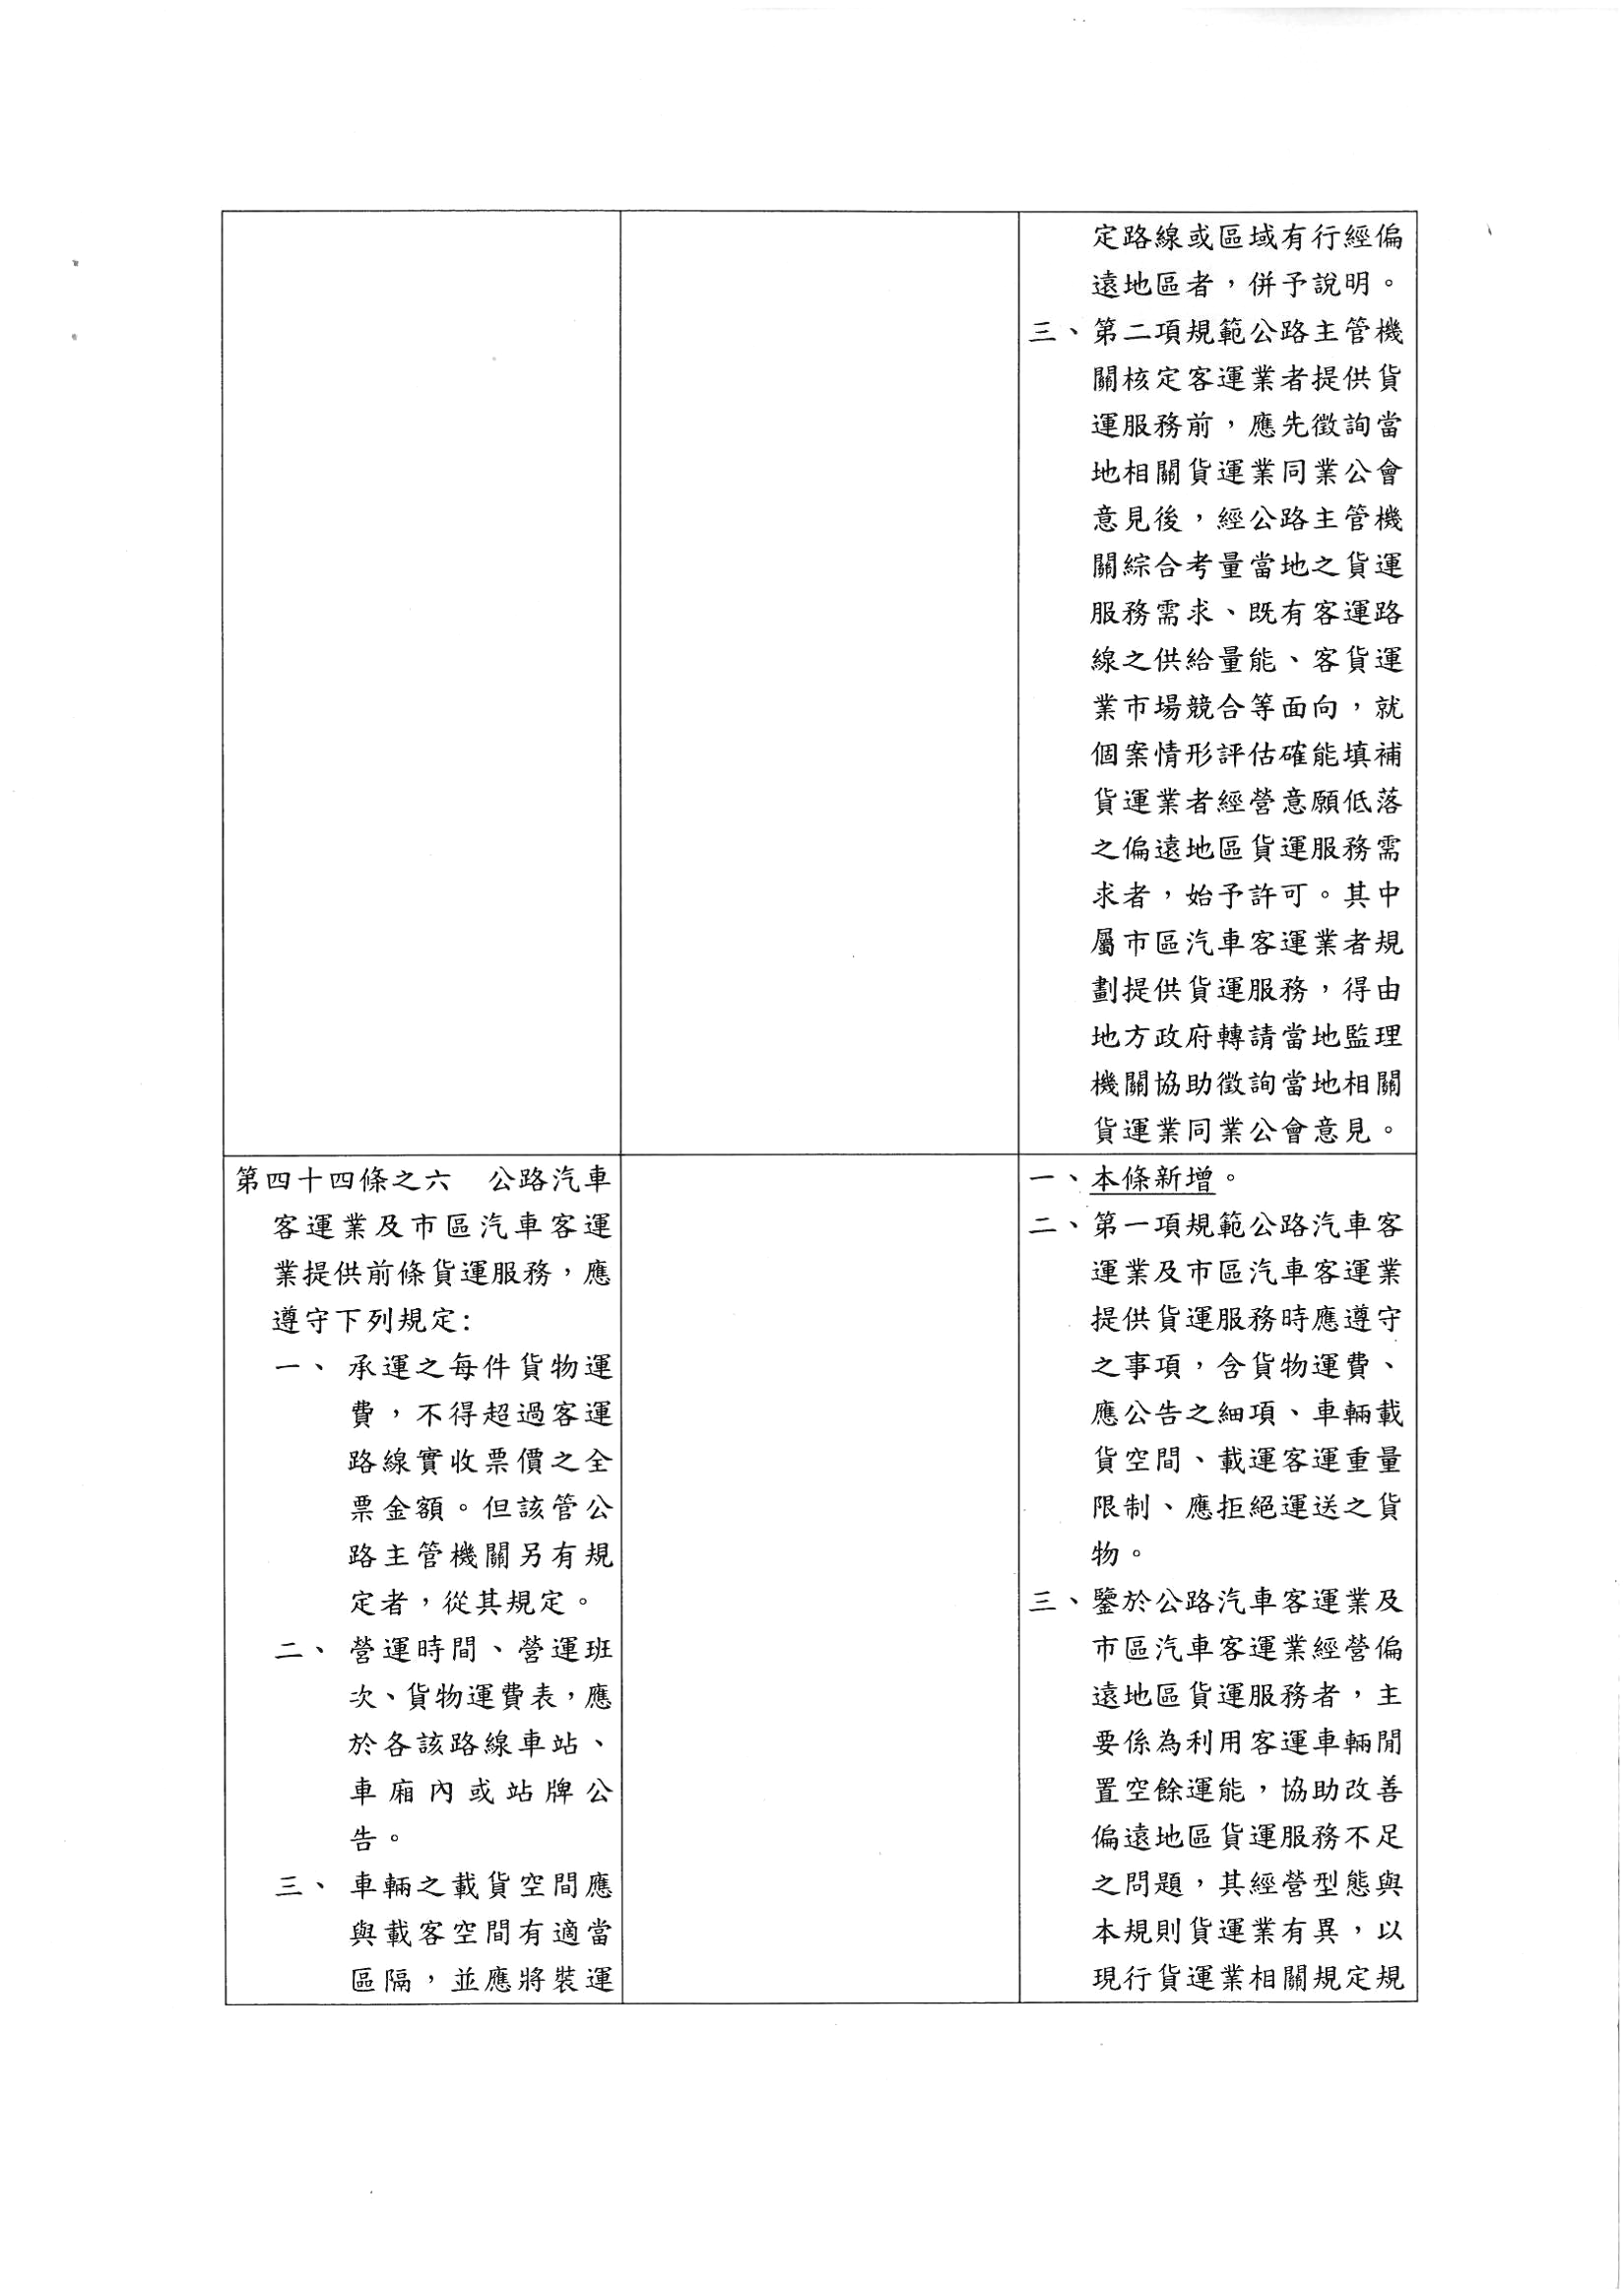 定路線或區域有行經偏
遠地區者，併予說明。
三、第二項規範公路主管機
關核定客運業者提供貨
運服務前，應先徵詢當
地相關貨運業同業公會
意見後，經公路主管機
關綜合考量當地之貨運
服務需求、既有客運路
線之供給量能、客貨運
業市場競合等面向，就
個案情形評估確能填補
貨運業者經營意願低落
之偏遠地區貨運服務需
求者，始予許可。其中
屬市區汽車客運業者規
劃提供貨運服務，得由
地方政府轉請當地監理
機關協助徵詢當地相關
貨運業同業公會意見。
第四十四條之六　公路汽車
客運業及市區汽車客運
業提供前條貨運服務，應
遵守下列規定:
一、承運之每件貨物運
費，不得超過客運
路線實收票價之全
票金額。但該管公
路主管機關另有規
定者，從其規定。
二、營運時間、營運班
次、貨物運費表，應
於各該路線車站、
車廂內或站牌公
告。
三、車輛之載貨空間應
與載客空間有適當
區隔，並應將裝運
一、本條新增。
二、第一項規範公路汽車客
運業及市區汽車客運業
提供貨運服務時應遵守
之事項，含貨物運費、
應公告之細項、車輛載
貨空間、載運客運重量
限制、應拒絕運送之貨
物。
三、鑒於公路汽車客運業及
市區汽車客運業經營偏
遠地區貨運服務者，主
要係為利用客運車輛閒
置空餘運能，協助改善
偏遠地區貨運服務不足
之問題，其經營型態與
本規則貨運業有異，以
現行貨運業相關規定規